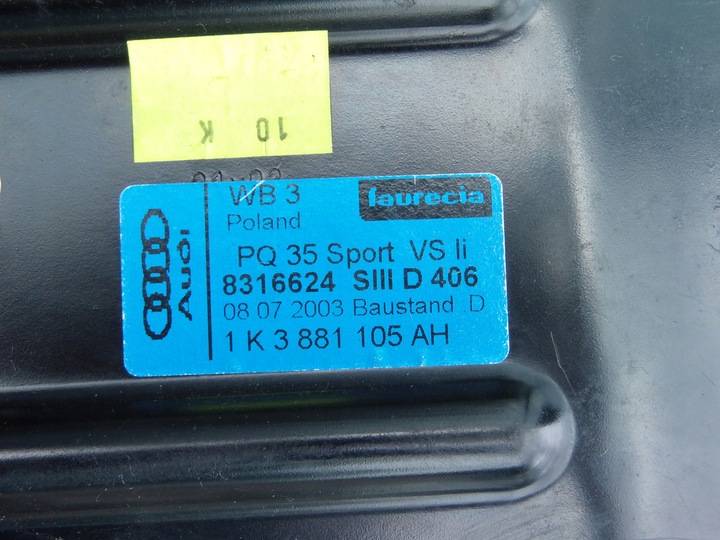 10 K
WB 3
faurecia
Poland
Audi
PQ 35 Sport VS li
8316624 SIII D 406
08 07 2003 Baustand .D
1 K 3 881 105 AH